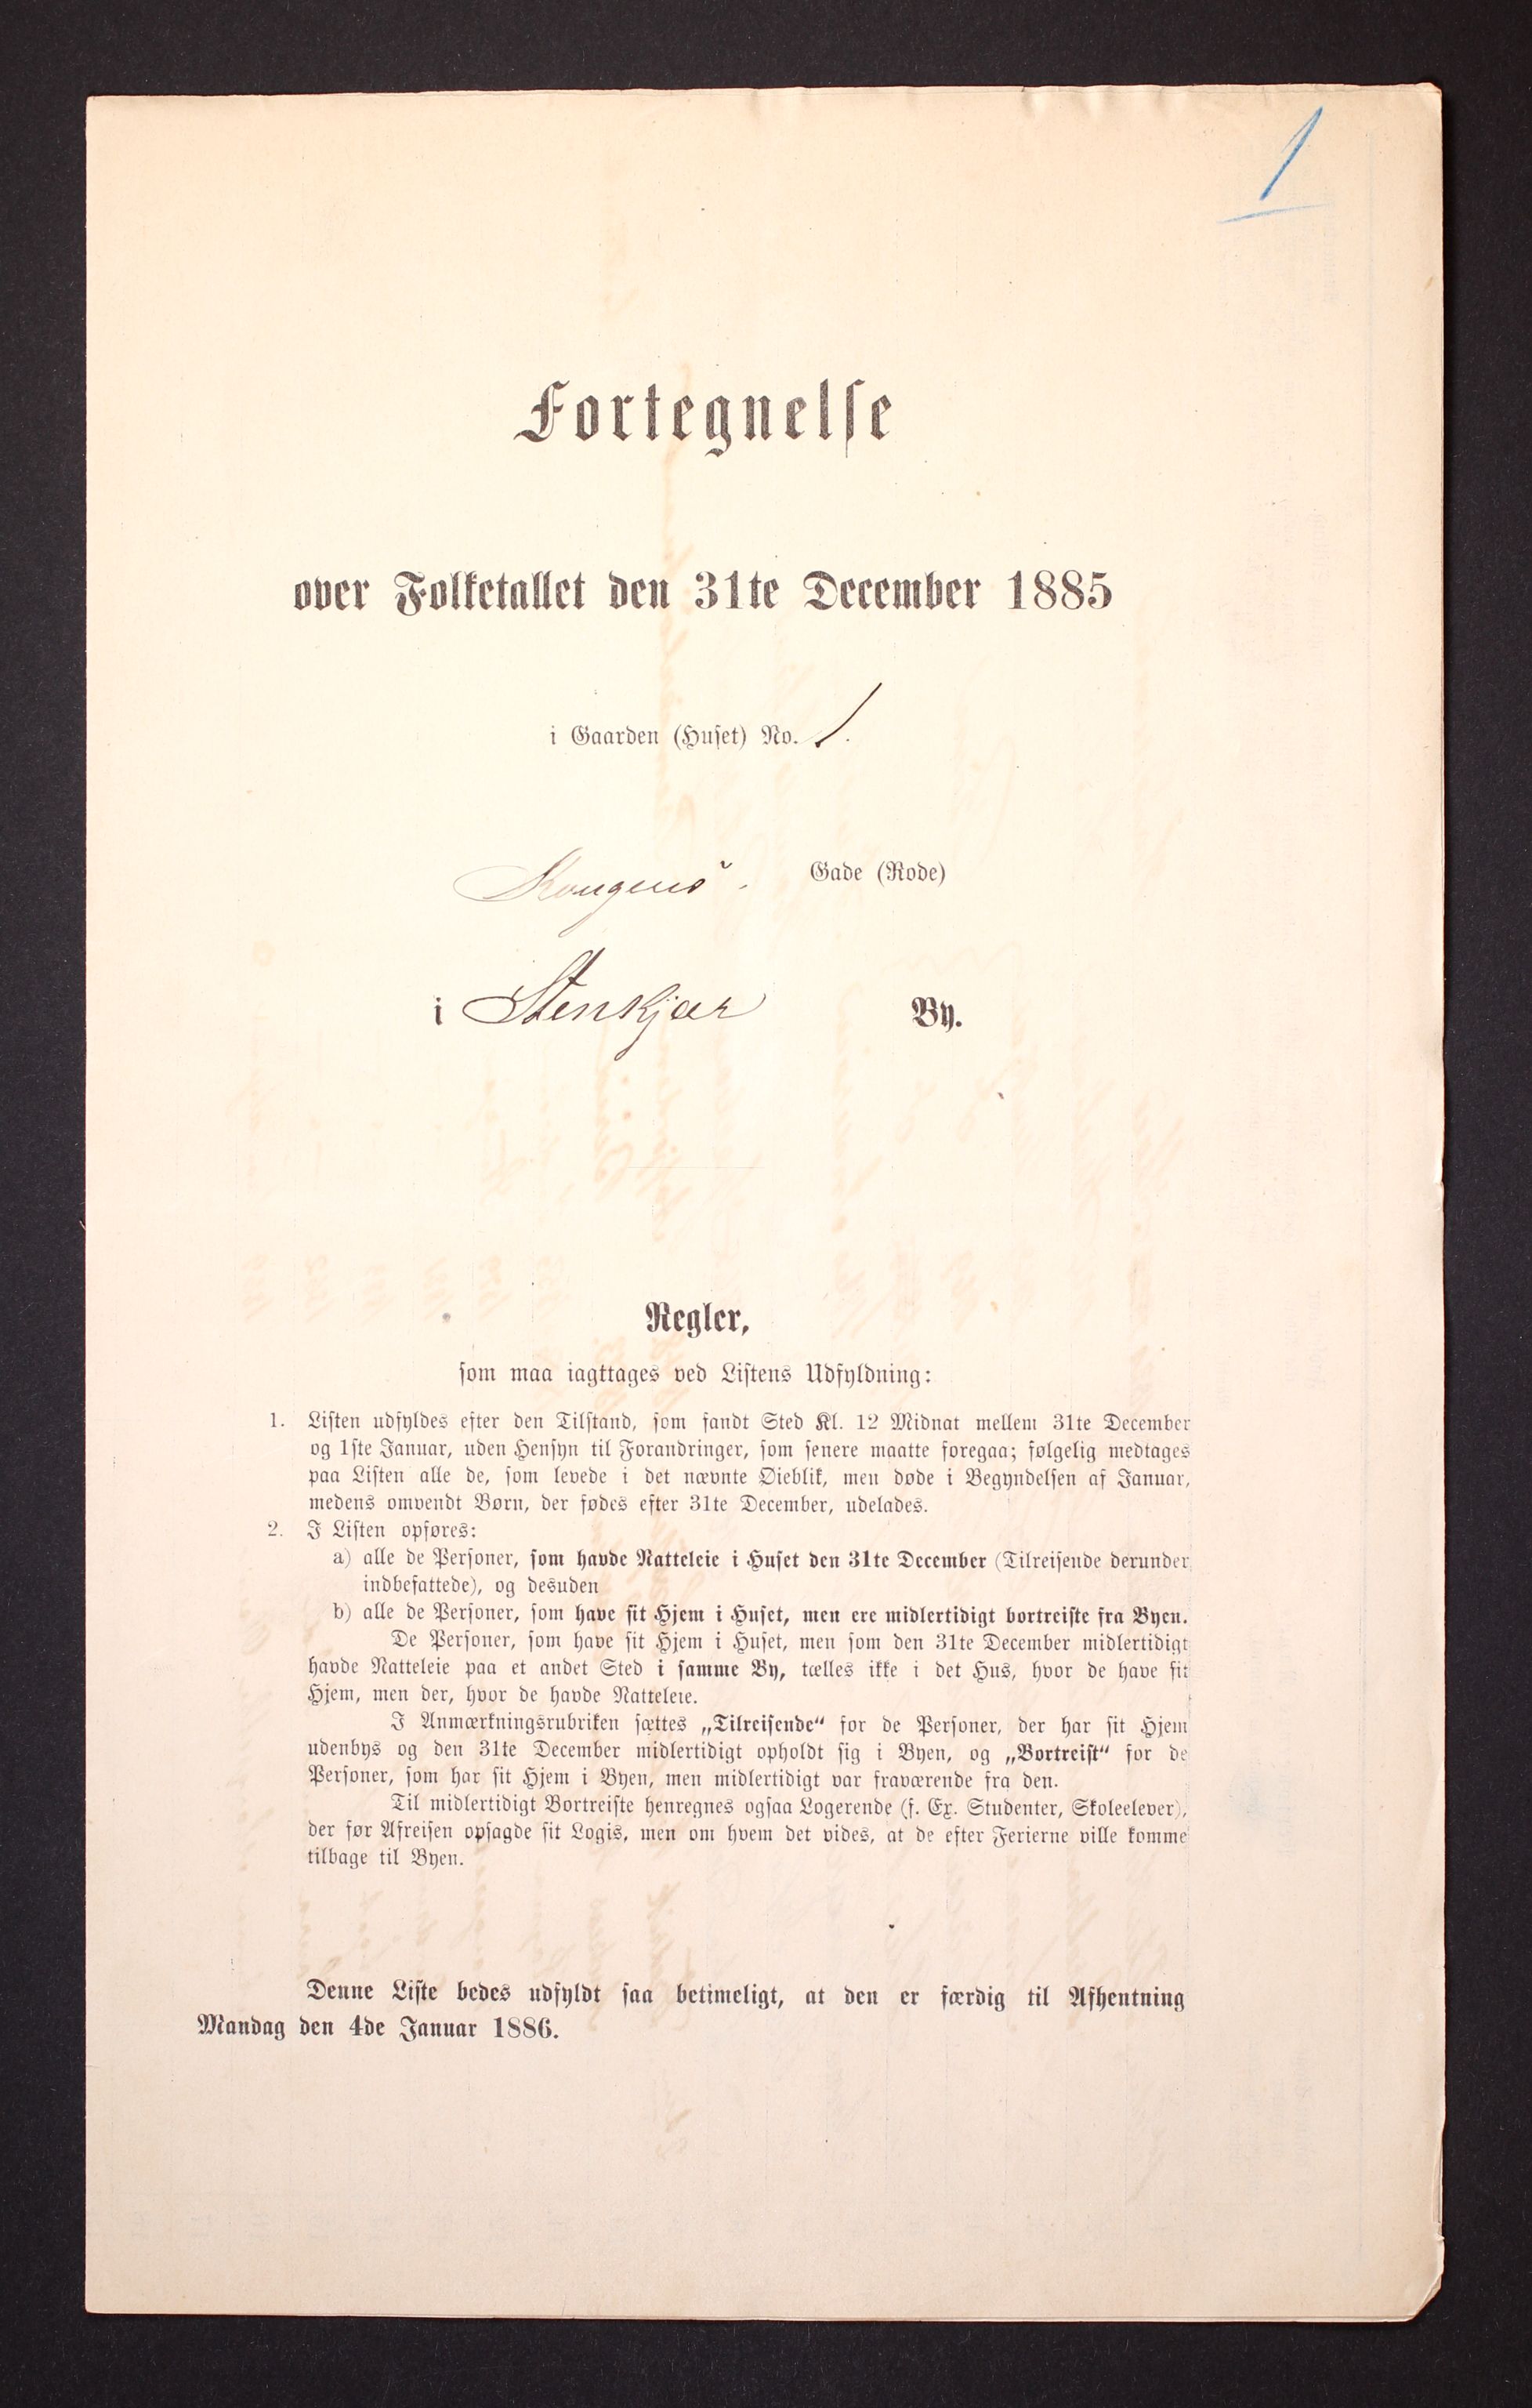 1
Fortegnelse
over Folketallet den 31te December 1885
i Gaarden (Huset) No. 1.
Kongens. Gade (Rode)
i Stenkjær By.
Regler,
som maa iagttages ved Listens Udfyldning:
1. Listen udfyldes efter den Tilstand, som fandt Sted Kl. 12 Midnat mellem 31te December
og 1ste Januar, uden Hensyn til Forandringer, som senere maatte foregaa; følgelig medtages
paa Listen alle de, som levede i det nævnte Øieblik, men døde i Begyndelsen af Januar,
medens omvendt Børn, der fødes efter 31te December, udelades.
2. I Listen opføres:
a) alle de Personer, som havde Natteleie i Huset den 31te December (Tilreisende derunder
indbefattede), og desuden
b) alle de Personer, som have sit Hjem i Huset, men ere midlertidigt bortreiste fra Byen.
De Personer, som have sit Hjem i Huset, men som den 31te December midlertidigt
havde Natteleie paa et andet Sted i samme By, tælles ikke i det Hus, hvor de have sit
Hjem, men der, hvor de havde Natteleie.
I Anmærkningsrubriken sættes „Tilreisende“ for de Personer, der har sit Hjem
udenbys og den 31te December midlertidigt opholdt sig i Byen, og „Bortreist“ for de
Personer, som har sit Hjem i Byen, men midlertidigt var fraværende fra den.
Til midlertidigt Bortreiste henregnes ogsaa Logerende (f. Ex. Studenter, Skoleelever),
der før Afreisen opsagde sit Logis, men om hvem det vides, at de efter Ferierne ville komme
tilbage til Byen.
Denne Liste bedes udfyldt saa betimeligt, at den er færdig til Afhentning
Mandag den 4de Januar 1886.